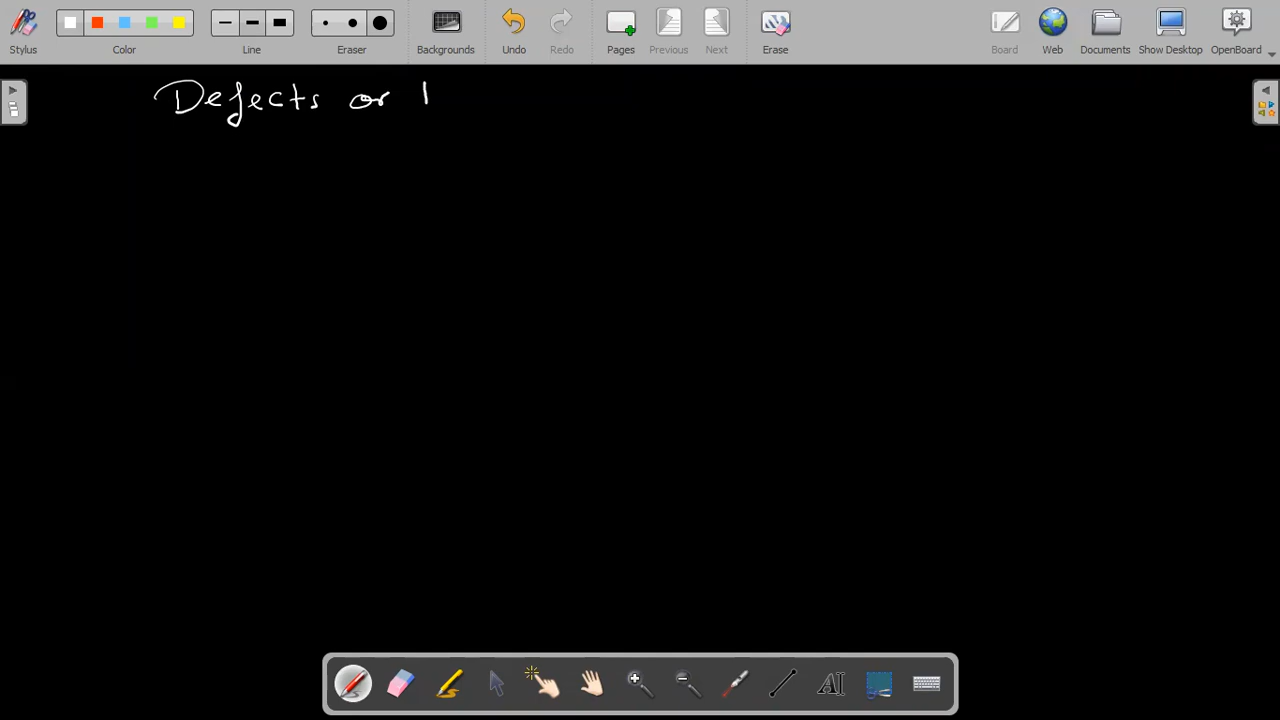 Stylus Color Line Eraser Backgrounds Undo Redo Pages Previous Next Erase Board Web Documents Show Desktop OpenBoard
Defects or I
AI